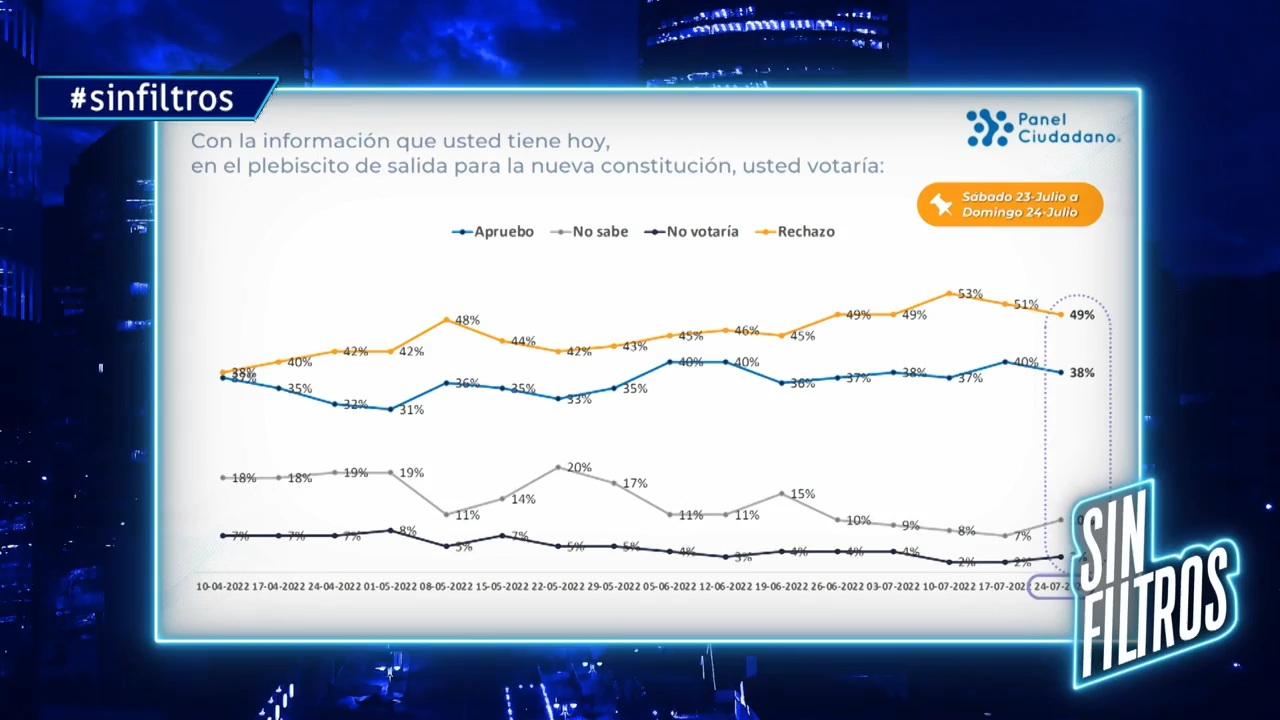 #sinfiltros
Panel
Ciudadano
Con la información que usted tiene hoy,
en el plebiscito de salida para la nueva constitución, usted votaría:
Sábado 23-Julio a
Domingo 24-Julio
Apruebo No sabe No votaría Rechazo
38% 40% 42% 42% 48% 44% 42% 43% 45% 46% 45% 49% 49% 53% 51% 49%
37% 35% 32% 31% 36% 35% 33% 35% 40% 40% 36% 37% 38% 37% 40% 38%
18% 18% 19% 19% 11% 14% 20% 17% 11% 11% 15% 10% 9% 8% 7%
7% 7% 7% 8% 5% 7% 5% 5% 4% 3% 4% 4% 4% 2% 2%
10-04-2022 17-04-2022 24-04-2022 01-05-2022 08-05-2022 15-05-2022 22-05-2022 29-05-2022 05-06-2022 12-06-2022 19-06-2022 26-06-2022 03-07-2022 10-07-2022 17-07-2022 24-07-2
SIN
FILTROS